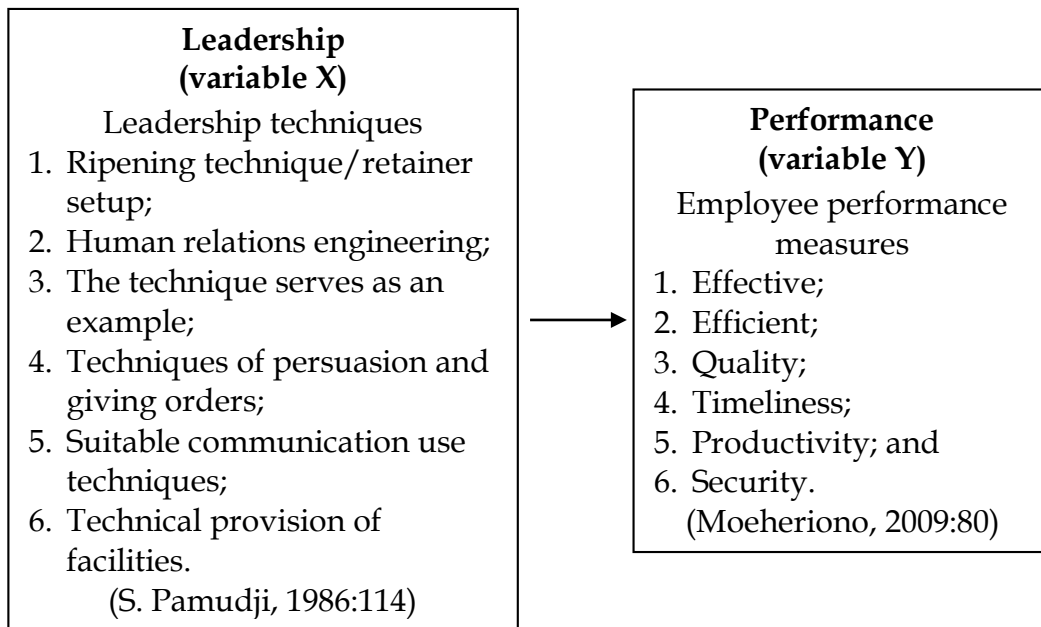 Leadership
(variable X)
Leadership techniques
1. Ripening technique/retainer
setup;
2. Human relations engineering;
3. The technique serves as an
example;
4. Techniques of persuasion and
giving orders;
5. Suitable communication use
techniques;
6. Technical provision of
facilities.
(S. Pamudji, 1986:114)
Performance
(variable Y)
Employee performance
measures
1. Effective;
2. Efficient;
3. Quality;
4. Timeliness;
5. Productivity; and
6. Security.
(Moeheriono, 2009:80)